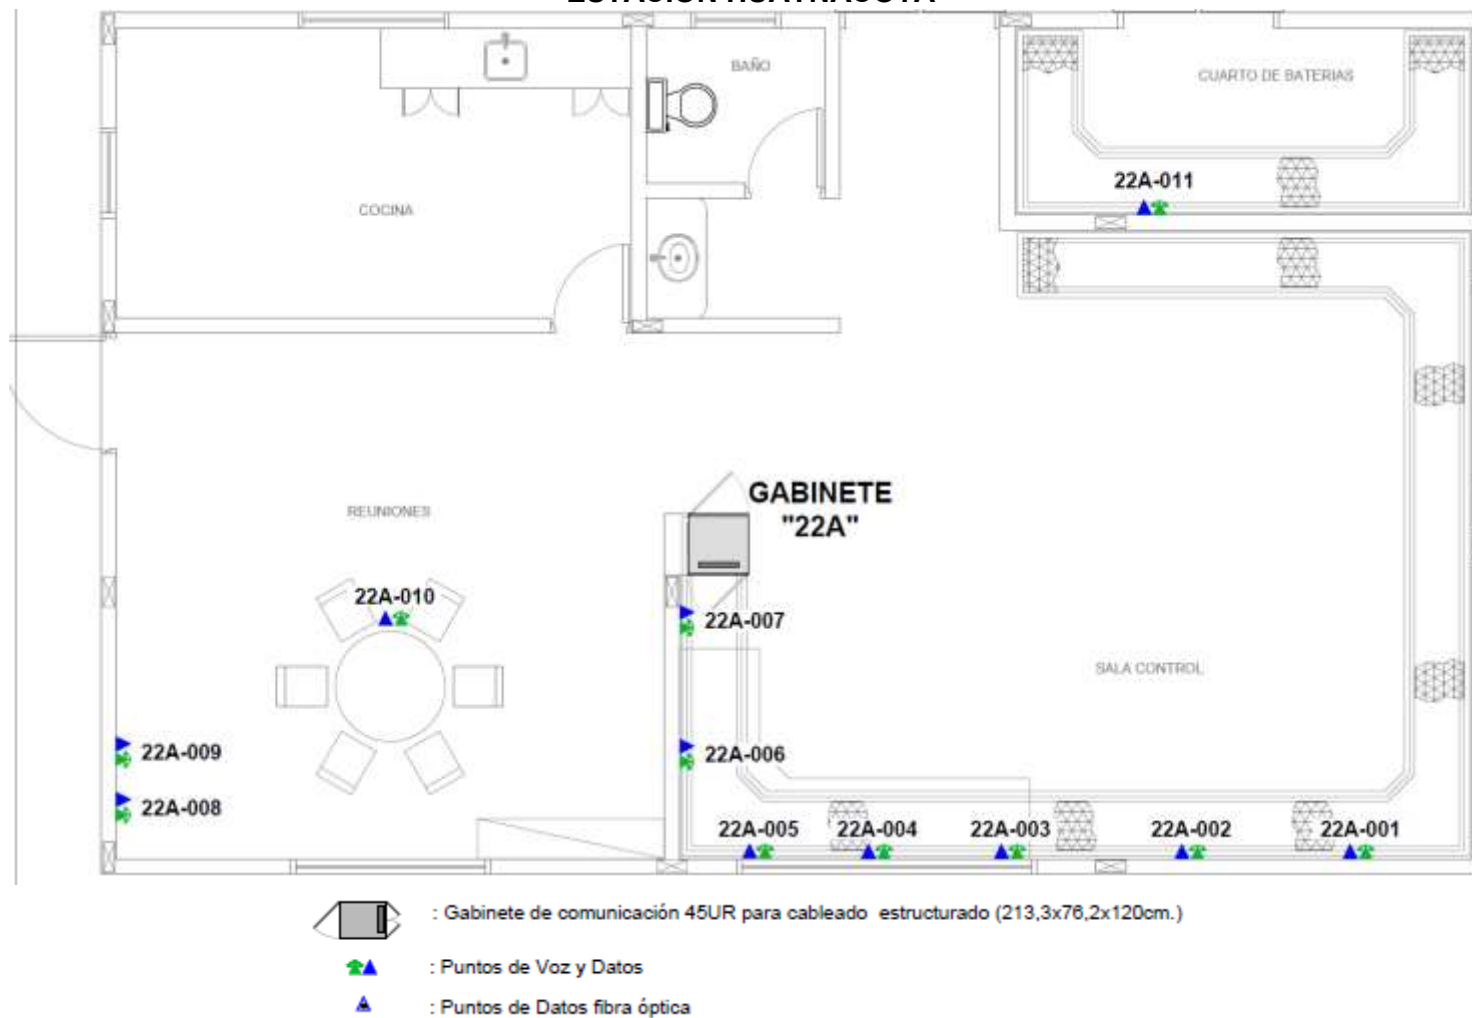 BAÑO
CUARTO DE BATERIAS
22A-011
COCINA
GABINETE
"22A"
REUNIONES
22A-010
22A-007
SALA CONTROL
22A-009
22A-006
22A-008
22A-005
22A-004
22A-003
22A-002
22A-001
: Gabinete de comunicación 45UR para cableado estructurado (213,3x76,2x120cm.)
: Puntos de Voz y Datos
: Puntos de Datos fibra óptica